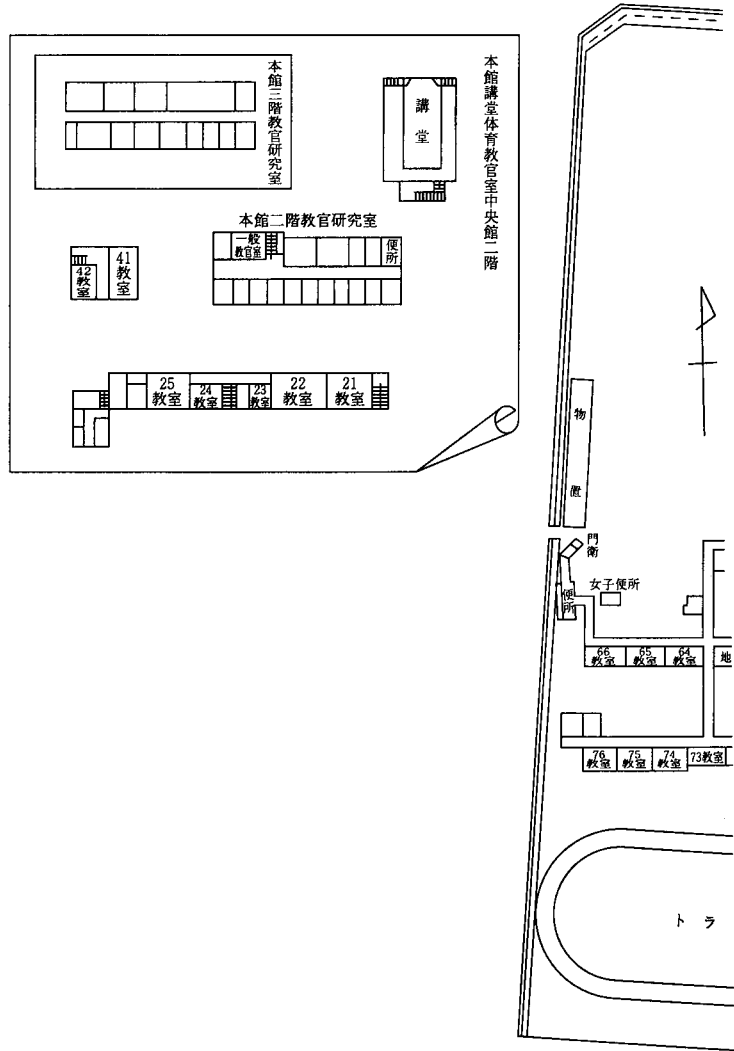 本館講堂体育教官室中央館二階
本館三階教官研究室
講堂
本館二階教官研究室
一般
教官室
便所
41
教室
42
教室
25
教室
24
教室
23
教室
22
教室
21
教室
物置
門衛
便所
女子便所
66
教室
65
教室
64
教室
地
76
教室
75
教室
74
教室
73教室
トラ